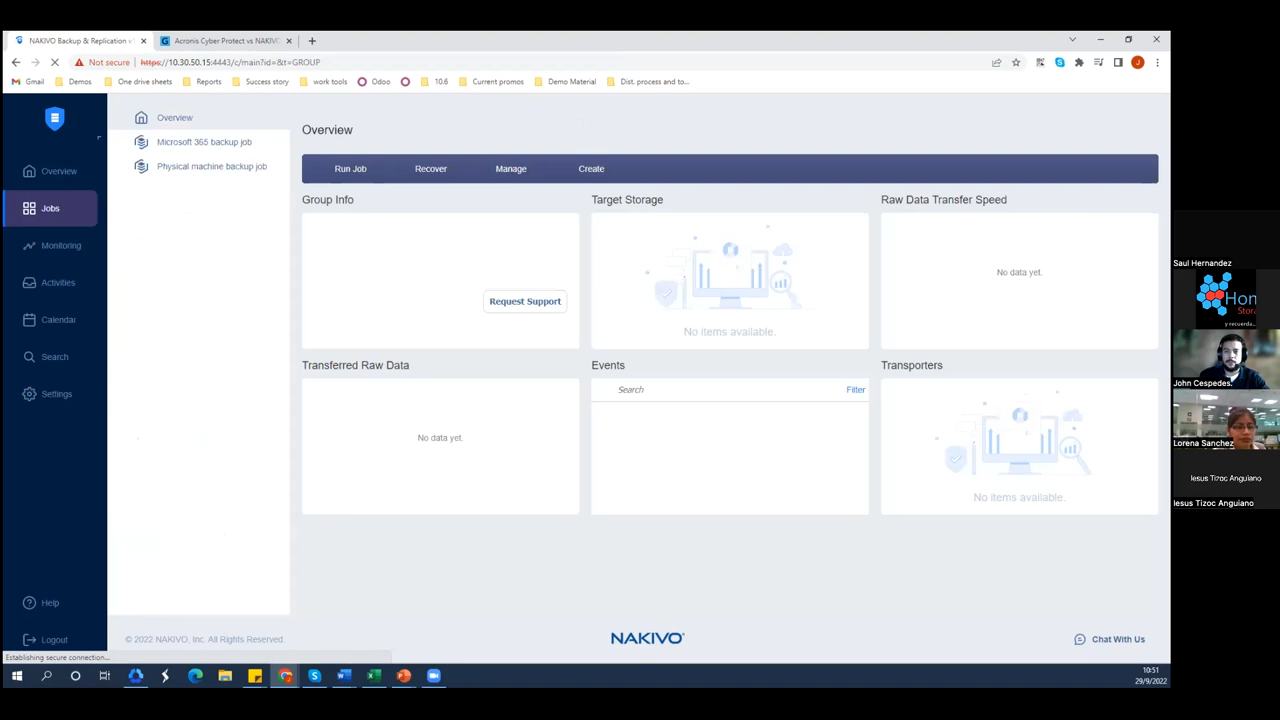 NAKIVO Backup & Replication v
Acronis Cyber Protect vs NAKIVO
Not secure
https://10.30.50.15:4443/c/main?id=&t=GROUP
Gmail
Demos
One drive sheets
Reports
Success story
work tools
Odoo
10.6
Current promos
Demo Material
Dist. process and to...
Overview
Jobs
Monitoring
Activities
Calendar
Search
Settings
Help
Logout
Overview
Microsoft 365 backup job
Physical machine backup job
Overview
Run Job
Recover
Manage
Create
Group Info
Request Support
Target Storage
No items available.
Raw Data Transfer Speed
No data yet.
Transferred Raw Data
No data yet.
Events
Search
Filter
Transporters
No items available.
© 2022 NAKIVO, Inc. All Rights Reserved.
NAKIVO®
Chat With Us
Establishing secure connection...
10:51
29/9/2022
Saul Hernandez
Hon
Stora
y recuerda...
John Cespedes.
Lorena Sanchez
Iesus Tizoc Anguiano
Iesus Tizoc Anguiano